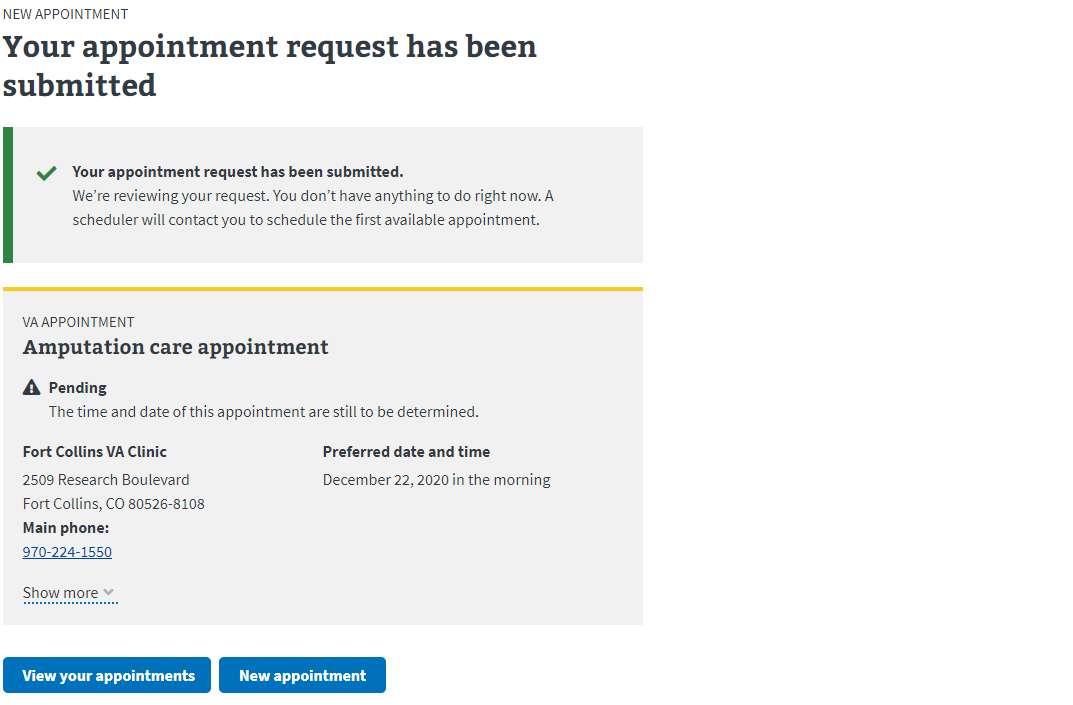 NEW APPOINTMENT
Your appointment request has been
submitted
Your appointment request has been submitted.
We’re reviewing your request. You don’t have anything to do right now. A
scheduler will contact you to schedule the first available appointment.
VA APPOINTMENT
Amputation care appointment
Pending
The time and date of this appointment are still to be determined.
Fort Collins VA Clinic
2509 Research Boulevard
Fort Collins, CO 80526-8108
Main phone:
970-224-1550
Preferred date and time
December 22, 2020 in the morning
Show more
View your appointments
New appointment